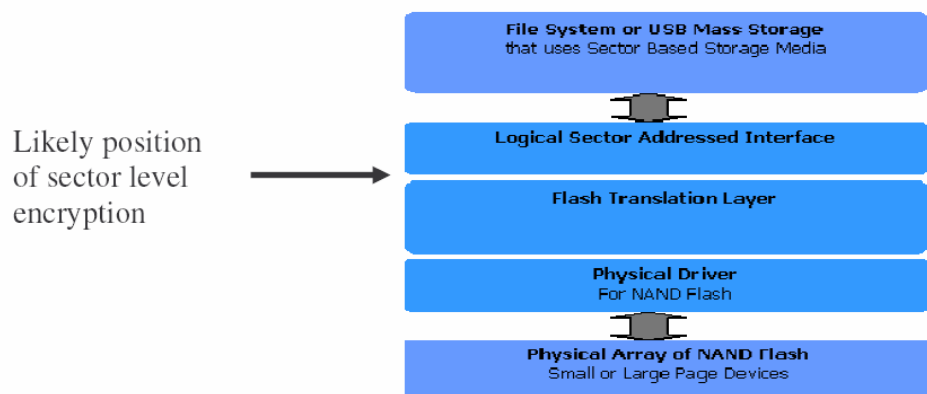 File System or USB Mass Storage
that uses Sector Based Storage Media
Likely position
of sector level
encryption
Logical Sector Addressed Interface
Flash Translation Layer
Physical Driver
For NAND Flash
Physical Array of NAND Flash
Small or Large Page Devices